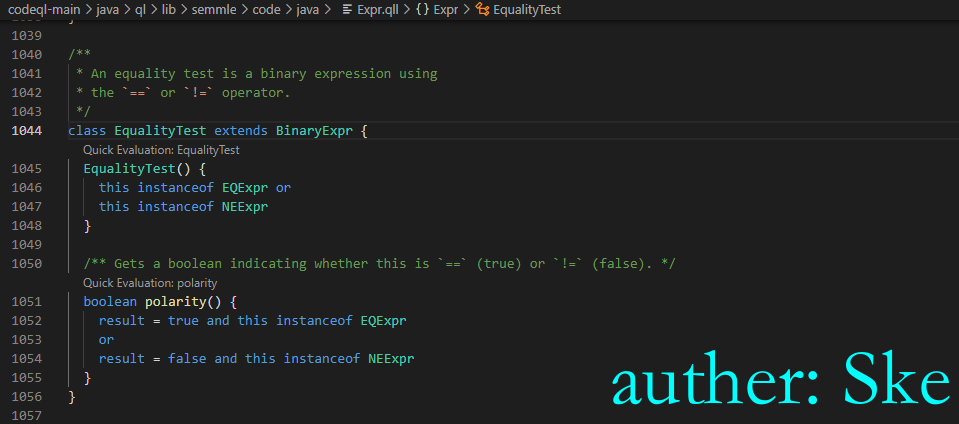 codeql-main > java > ql > lib > semmle > code > java > Expr.qll > {} Expr > EqualityTest
1039
1040 /**
1041 * An equality test is a binary expression using
1042 * the `==` or `!=` operator.
1043 */
1044 class EqualityTest extends BinaryExpr {
Quick Evaluation: EqualityTest
1045 EqualityTest() {
1046 this instanceof EQExpr or
1047 this instanceof NEExpr
1048 }
1049
1050 /** Gets a boolean indicating whether this is `==` (true) or `!=` (false). */
Quick Evaluation: polarity
1051 boolean polarity() {
1052 result = true and this instanceof EQExpr
1053 or
1054 result = false and this instanceof NEExpr
1055 }
1056 }
1057
auther: Ske